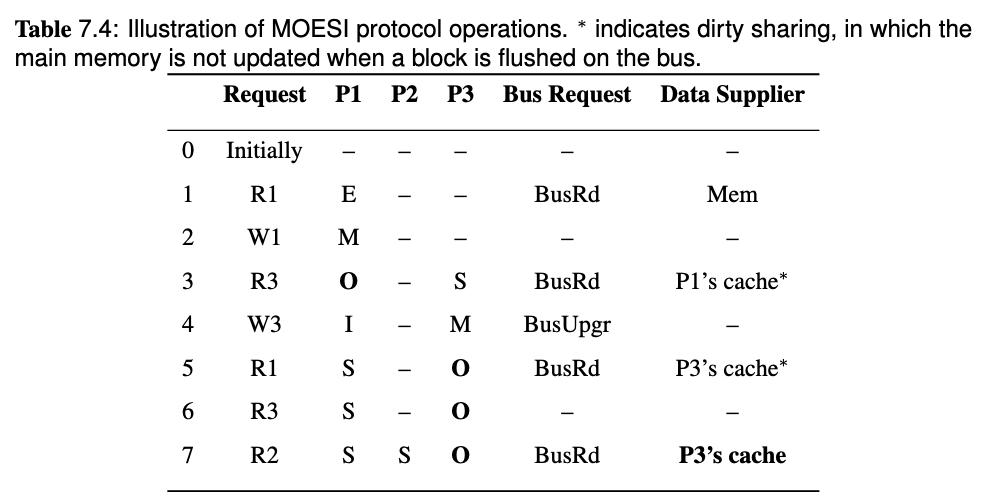 Table 7.4: Illustration of MOESI protocol operations. * indicates dirty sharing, in which the
main memory is not updated when a block is flushed on the bus.
Request P1 P2 P3 Bus Request Data Supplier
0 Initially – – – – –
1 R1 E – – BusRd Mem
2 W1 M – – – –
3 R3 O – S BusRd P1's cache*
4 W3 I – M BusUpgr –
5 R1 S – O BusRd P3's cache*
6 R3 S – O – –
7 R2 S S O BusRd P3's cache